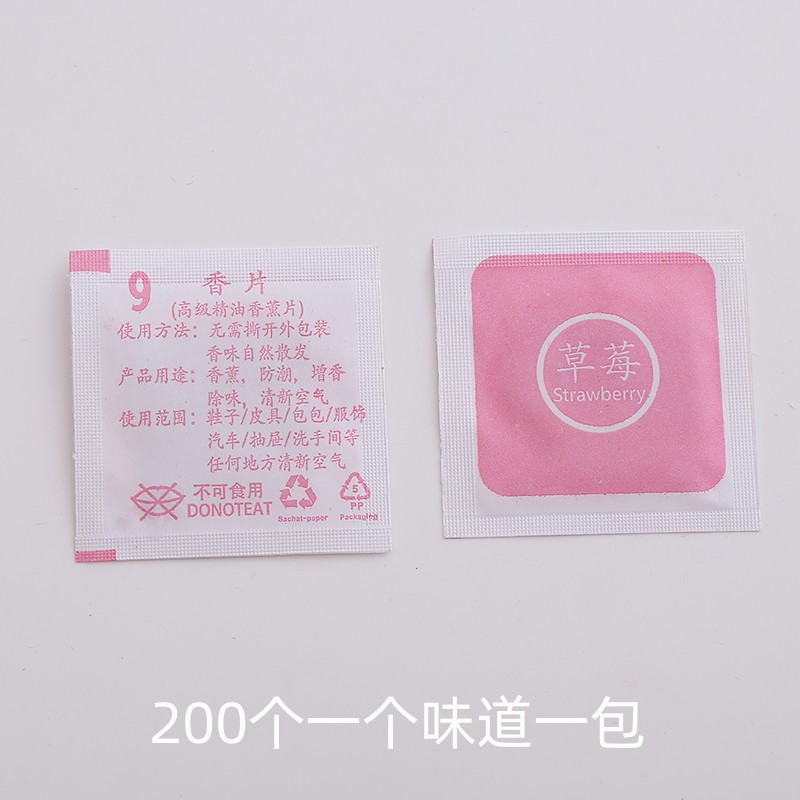 9 香片
(高级精油香薰片)
使用方法：无需撕开外包装
香味自然散发
产品用途：香薰，防潮，增香
除味，清新空气
使用范围：鞋子/皮具/包包/服饰
汽车/抽屉/洗手间等
任何地方清新空气
不可食用
DONOTEAT
Sachat-paper
5
PP
Packaging
草莓
Strawberry
200个一个味道一包